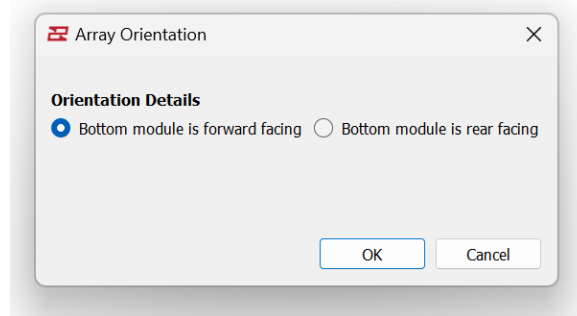 Array Orientation
Orientation Details
Bottom module is forward facing Bottom module is rear facing
OK Cancel